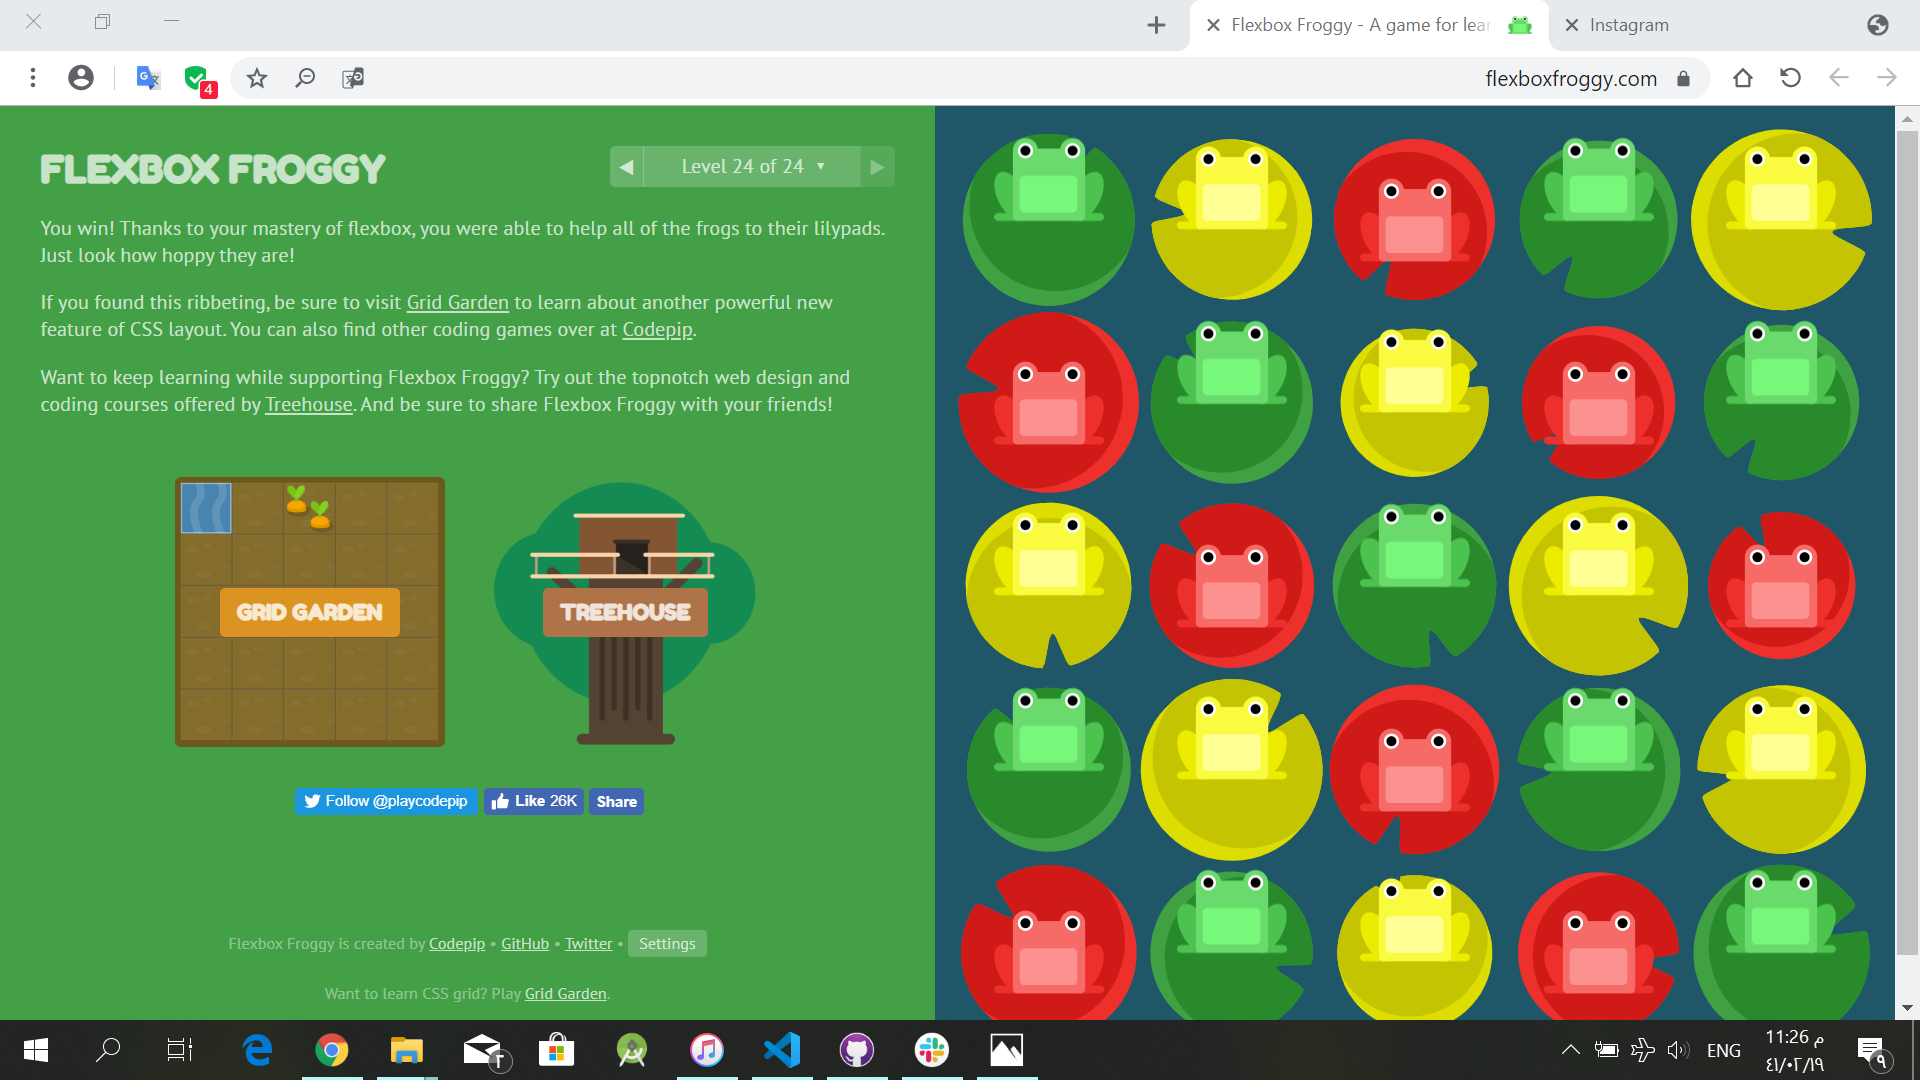 Flexbox Froggy - A game for lear
Instagram
4
flexboxfroggy.com
FLEXBOX FROGGY
Level 24 of 24
You win! Thanks to your mastery of flexbox, you were able to help all of the frogs to their lilypads.
Just look how hoppy they are!
If you found this ribbeting, be sure to visit Grid Garden to learn about another powerful new
feature of CSS layout. You can also find other coding games over at Codepip.
Want to keep learning while supporting Flexbox Froggy? Try out the topnotch web design and
coding courses offered by Treehouse. And be sure to share Flexbox Froggy with your friends!
GRID GARDEN
TREEHOUSE
Follow @playcodepip
Like 26K
Share
Flexbox Froggy is created by Codepip • GitHub • Twitter • Settings
Want to learn CSS grid? Play Grid Garden.
٢
ENG
11:26 م
٤١/٠٢/١٩
٩